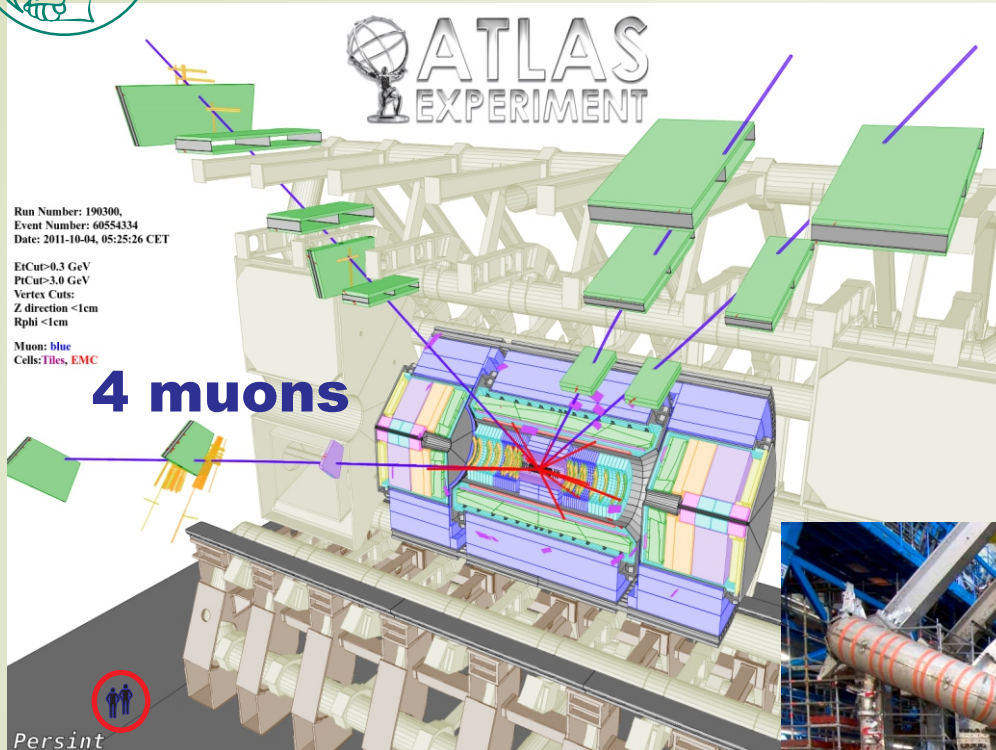 ATLAS
EXPERIMENT
Run Number: 190300,
Event Number: 60554334
Date: 2011-10-04, 05:25:26 CET
EtCut>0.3 GeV
PtCut>3.0 GeV
Vertex Cuts:
Z direction <1cm
Rphi <1cm
Muon: blue
Cells:Tiles, EMC
4 muons
Persint